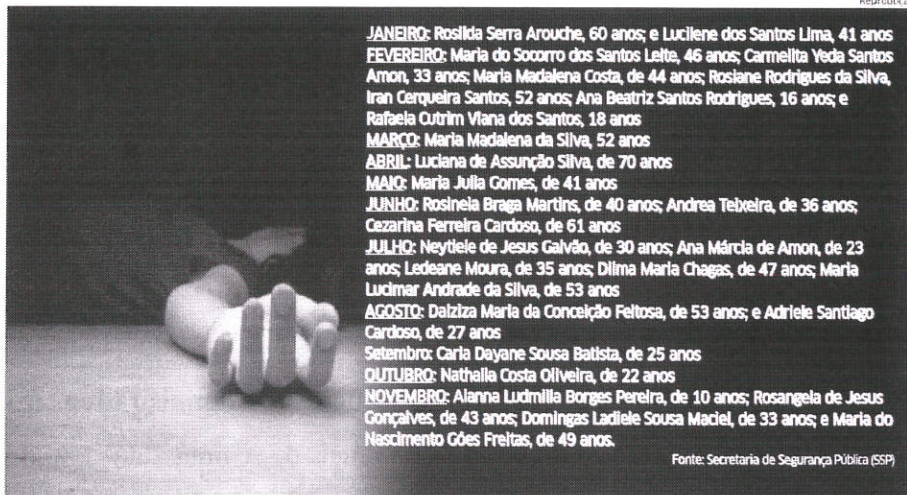 Reprodução
JANEIRO: Rosilda Serra Arouche, 60 anos; e Lucilene dos Santos Lima, 41 anos
FEVEREIRO: Maria do Socorro dos Santos Leite, 46 anos; Carmelita Yeda Santos
Amon, 33 anos; Maria Madalena Costa, de 44 anos; Rosiane Rodrigues da Silva,
Iran Cerqueira Santos, 52 anos; Ana Beatriz Santos Rodrigues, 16 anos; e
Rafaela Cutrim Viana dos Santos, 18 anos
MARÇO: Maria Madalena da Silva, 52 anos
ABRIL: Luciana de Assunção Silva, de 70 anos
MAIO: Maria Julia Gomes, de 41 anos
JUNHO: Rosineia Braga Martins, de 40 anos; Andrea Teixeira, de 36 anos;
Cezarina Ferreira Cardoso, de 61 anos
JULHO: Neytiele de Jesus Galvão, de 30 anos; Ana Márcia de Amon, de 23
anos; Ledeane Moura, de 35 anos; Dilma Maria Chagas, de 47 anos; Maria
Lucimar Andrade da Silva, de 53 anos
AGOSTO: Dalziza Maria da Conceição Feitosa, de 53 anos; e Adriele Santiago
Cardoso, de 27 anos
Setembro: Carla Dayane Sousa Batista, de 25 anos
OUTUBRO: Nathalia Costa Oliveira, de 22 anos
NOVEMBRO: Alanna Ludmilla Borges Pereira, de 10 anos; Rosangela de Jesus
Gonçalves, de 43 anos; Domingas Ladiele Sousa Maciel, de 33 anos; e Maria do
Nascimento Góes Freitas, de 49 anos.
Fonte: Secretaria de Segurança Pública (SSP)